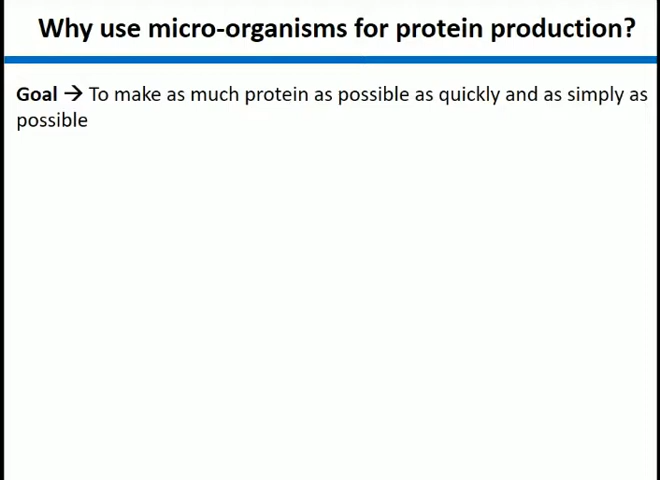 Why use micro-organisms for protein production?
Goal → To make as much protein as possible as quickly and as simply as
possible